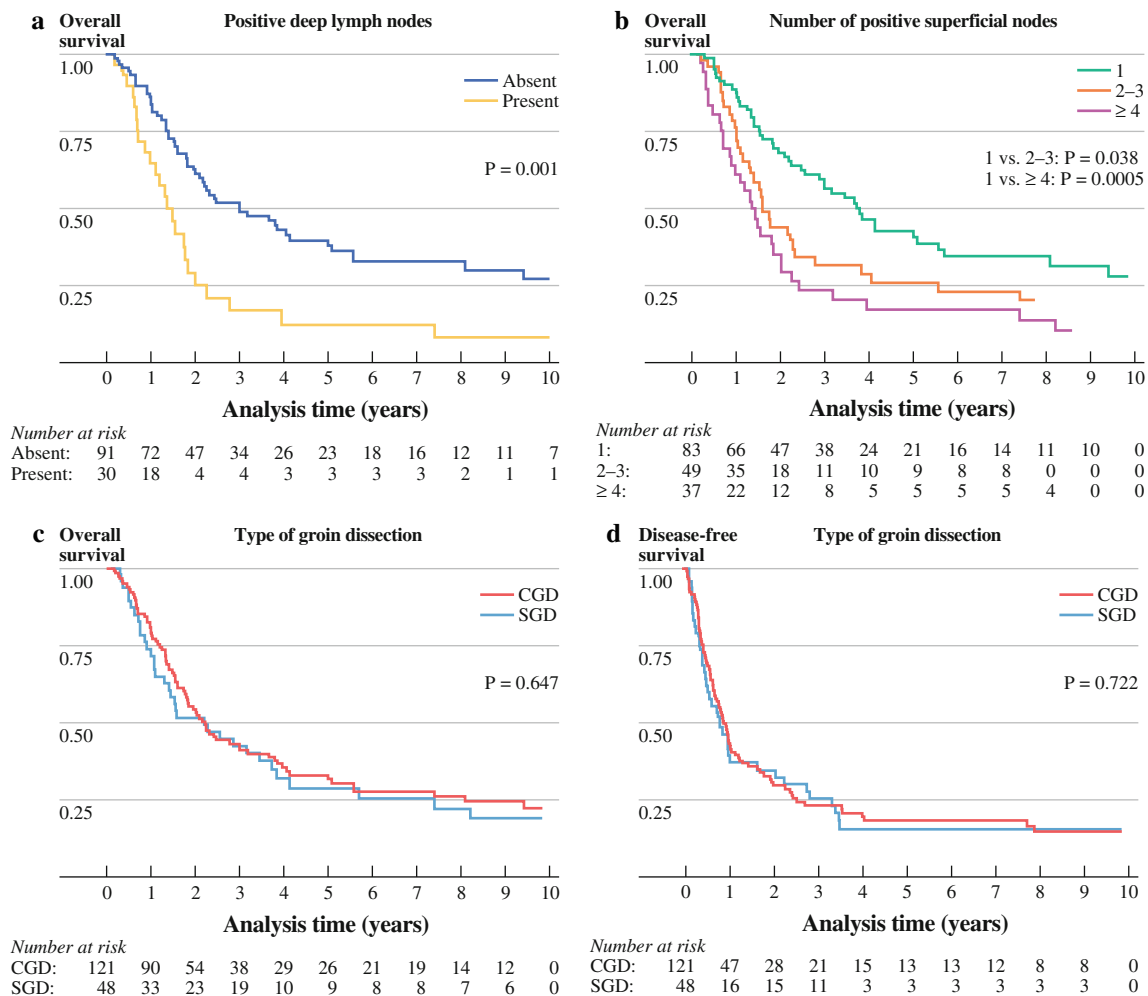 a Overall survival Positive deep lymph nodes
1.00
Absent
Present
0.75
P = 0.001
0.50
0.25
0 1 2 3 4 5 6 7 8 9 10
Analysis time (years)
Number at risk
Absent: 91 72 47 34 26 23 18 16 12 11 7
Present: 30 18 4 4 3 3 3 3 2 1 1
b Overall survival Number of positive superficial nodes
1.00
1
2–3
≥ 4
0.75
1 vs. 2–3: P = 0.038
1 vs. ≥ 4: P = 0.0005
0.50
0.25
0 1 2 3 4 5 6 7 8 9 10
Analysis time (years)
Number at risk
1: 83 66 47 38 24 21 16 14 11 10 0
2–3: 49 35 18 11 10 9 8 8 0 0 0
≥ 4: 37 22 12 8 5 5 5 5 4 0 0
c Overall survival Type of groin dissection
1.00
CGD
SGD
0.75
P = 0.647
0.50
0.25
0 1 2 3 4 5 6 7 8 9 10
Analysis time (years)
Number at risk
CGD: 121 90 54 38 29 26 21 19 14 12 0
SGD: 48 33 23 19 10 9 8 8 7 6 0
d Disease-free survival Type of groin dissection
1.00
CGD
SGD
0.75
P = 0.722
0.50
0.25
0 1 2 3 4 5 6 7 8 9 10
Analysis time (years)
Number at risk
CGD: 121 47 28 21 15 13 13 12 8 8 0
SGD: 48 16 15 11 3 3 3 3 3 3 0